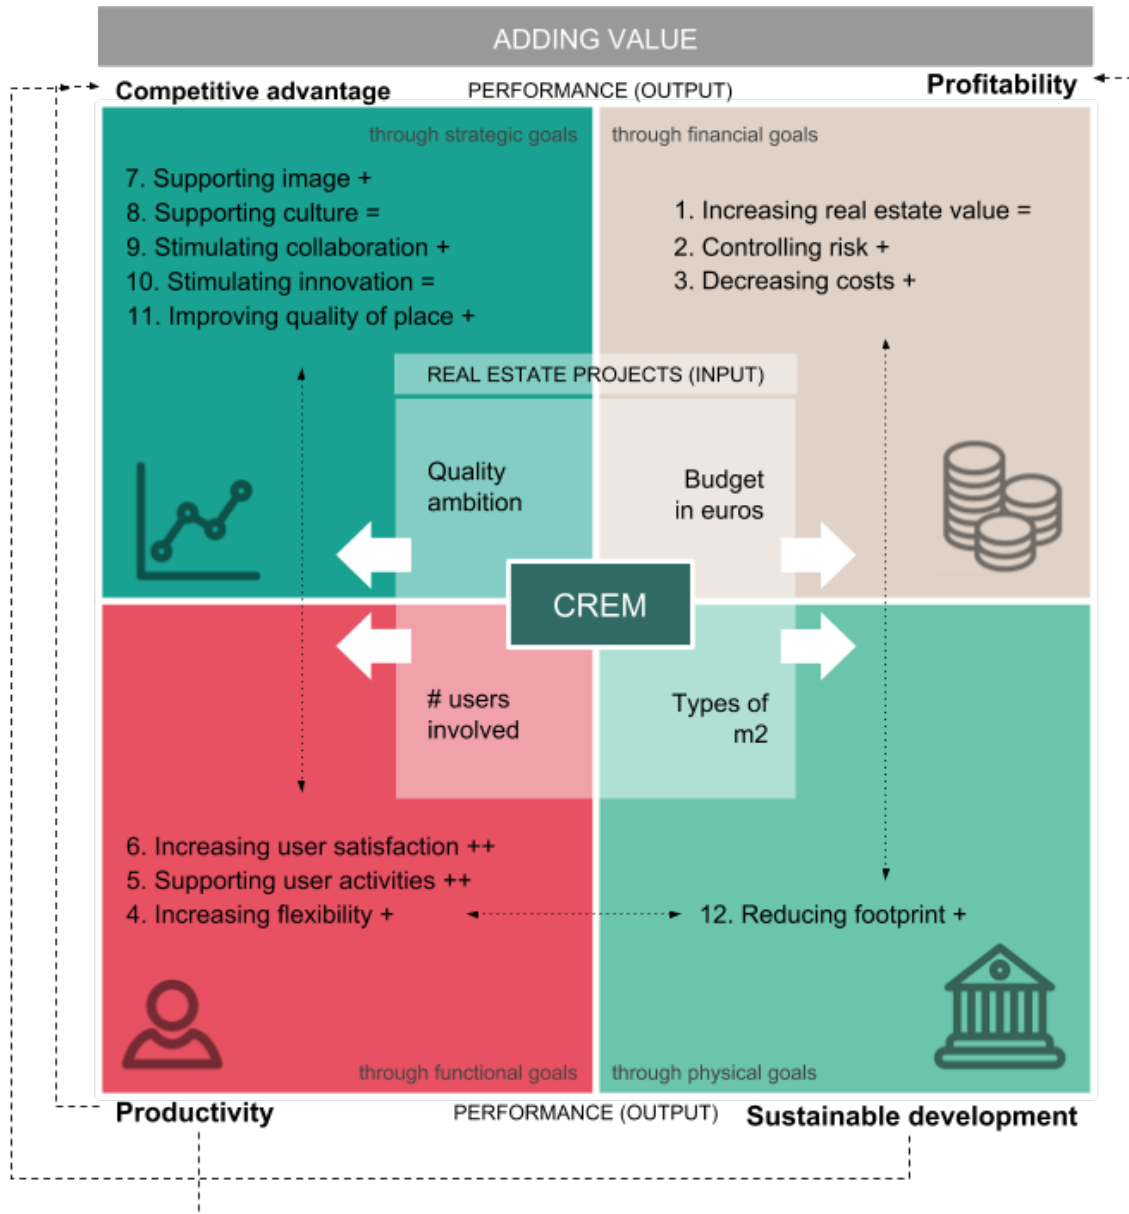 ADDING VALUE
Competitive advantage
PERFORMANCE (OUTPUT)
Profitability
through strategic goals
through financial goals
7. Supporting image +
8. Supporting culture =
9. Stimulating collaboration +
10. Stimulating innovation =
11. Improving quality of place +
1. Increasing real estate value =
2. Controlling risk +
3. Decreasing costs +
REAL ESTATE PROJECTS (INPUT)
Quality
ambition
Budget
in euros
CREM
# users
involved
Types of
m2
6. Increasing user satisfaction ++
5. Supporting user activities ++
4. Increasing flexibility +
12. Reducing footprint +
through functional goals
through physical goals
Productivity
PERFORMANCE (OUTPUT)
Sustainable development